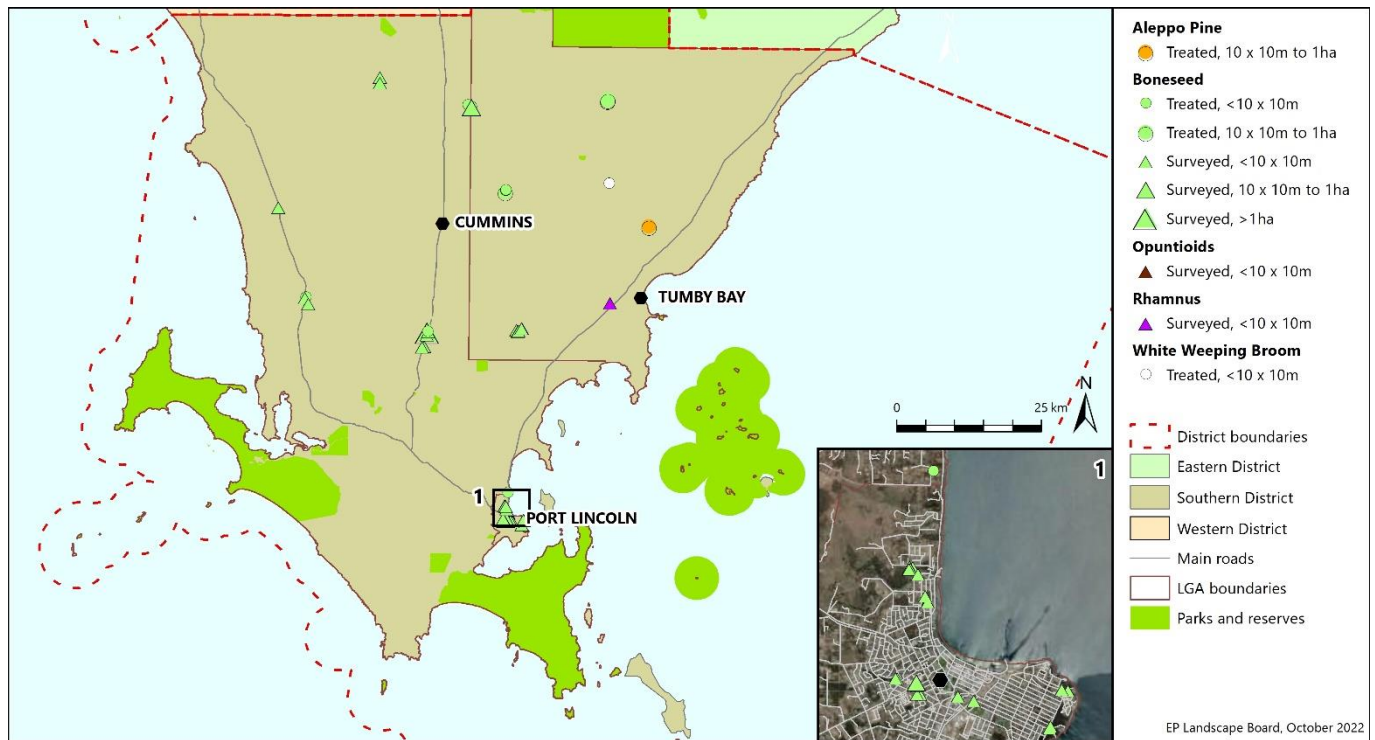 CUMMINS
TUMBY BAY
N
0 25 km
1
PORT LINCOLN
1
Aleppo Pine
Treated, 10 x 10m to 1ha
Boneseed
Treated, <10 x 10m
Treated, 10 x 10m to 1ha
Surveyed, <10 x 10m
Surveyed, 10 x 10m to 1ha
Surveyed, >1ha
Opuntioids
Surveyed, <10 x 10m
Rhamnus
Surveyed, <10 x 10m
White Weeping Broom
Treated, <10 x 10m
District boundaries
Eastern District
Southern District
Western District
Main roads
LGA boundaries
Parks and reserves
EP Landscape Board, October 2022